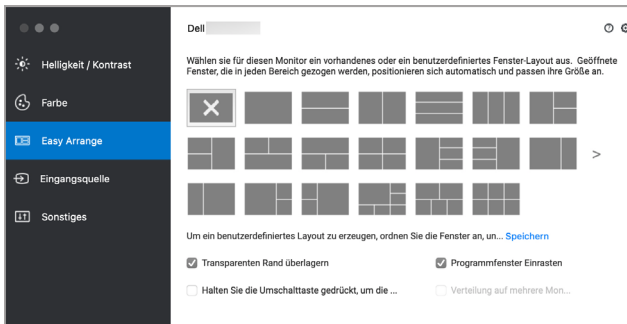 Dell
Helligkeit / Kontrast
Farbe
Easy Arrange
Eingangsquelle
Sonstiges
Wählen sie für diesen Monitor ein vorhandenes oder ein benutzerdefiniertes Fenster-Layout aus. Geöffnete
Fenster, die in jeden Bereich gezogen werden, positionieren sich automatisch und passen ihre Größe an.
Um ein benutzerdefiniertes Layout zu erzeugen, ordnen Sie die Fenster an, un... Speichern
Transparenten Rand überlagern
Programmfenster Einrasten
Halten Sie die Umschalttaste gedrückt, um die ...
Verteilung auf mehrere Mon...